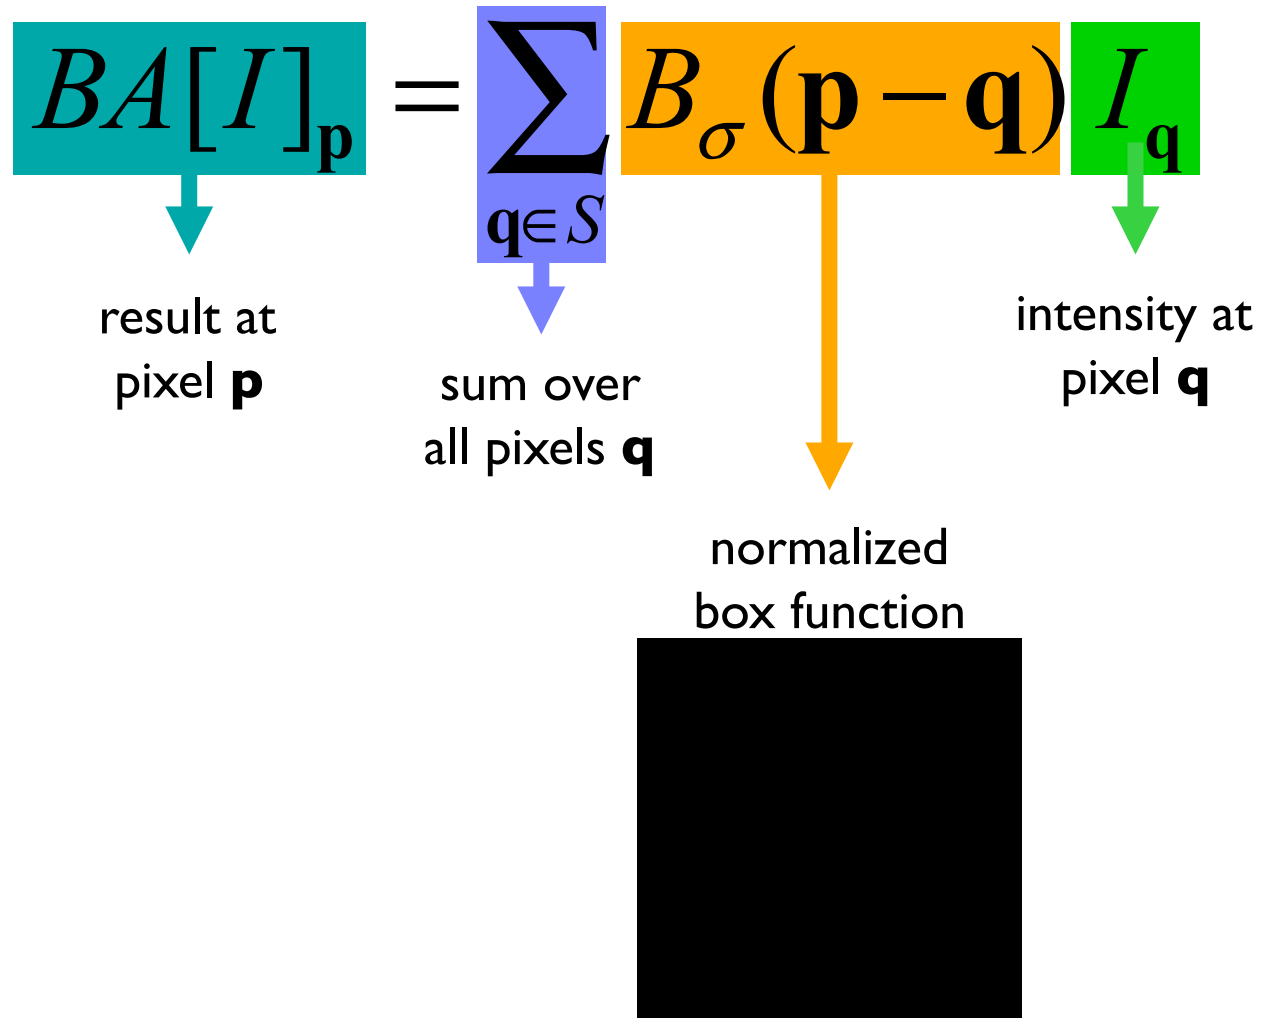 BA[I]p = ∑q∈S Bσ(p − q) Iq
result at
pixel p
sum over
all pixels q
normalized
box function
intensity at
pixel q